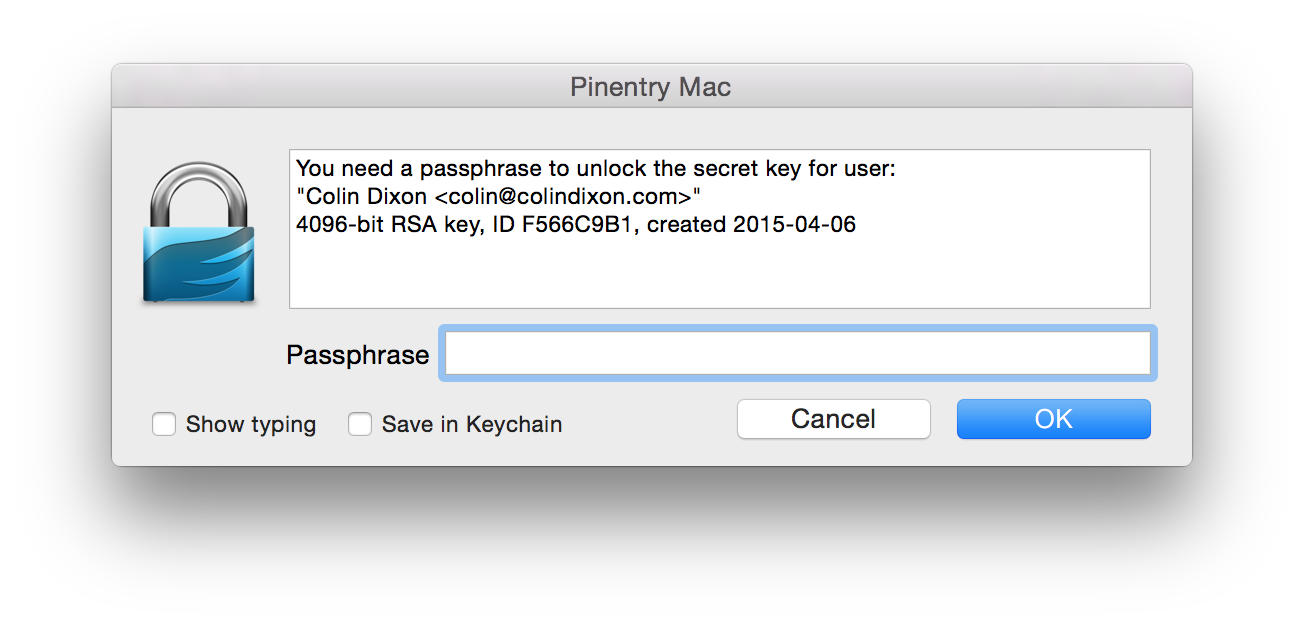 Pinentry Mac
You need a passphrase to unlock the secret key for user:
"Colin Dixon <colin@colindixon.com>"
4096-bit RSA key, ID F566C9B1, created 2015-04-06
Passphrase
Show typing
Save in Keychain
Cancel
OK